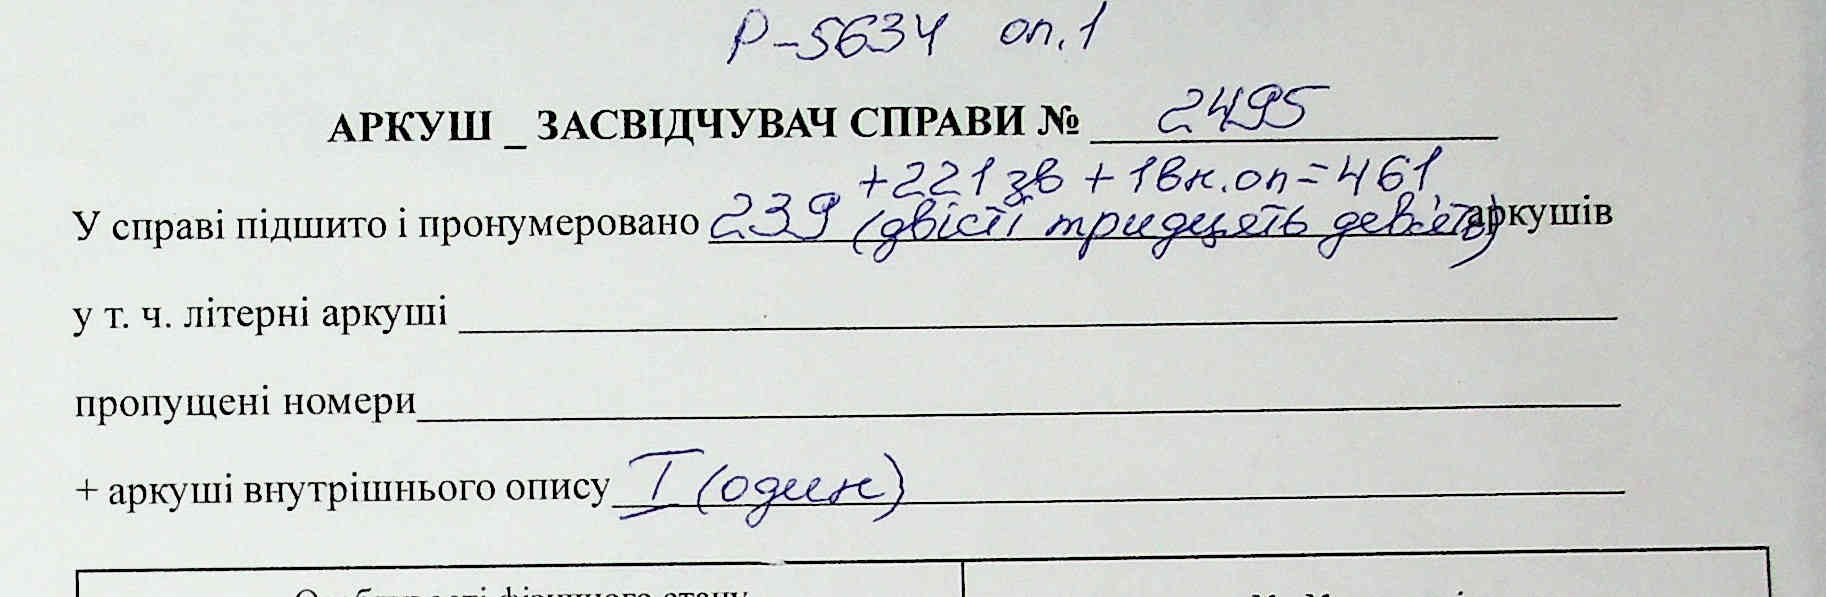 Р-5634 оп. 1
АРКУШ _ ЗАСВІДЧУВАЧ СПРАВИ № 2495
+221 зв + 1 вн. оп = 461
У справі підшито і пронумеровано 239 (двісті тридцять дев'ять) аркушів
у т. ч. літерні аркуші
пропущені номери
+ аркуші внутрішнього опису I (один)